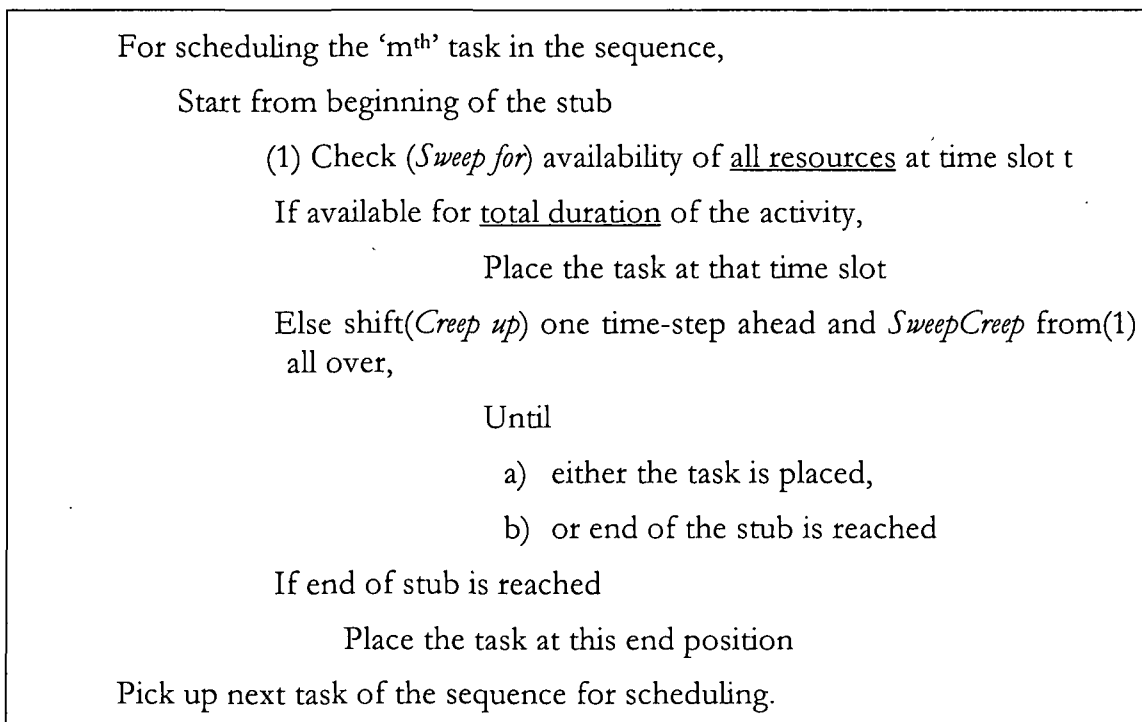 For scheduling the ‘mth’ task in the sequence,
Start from beginning of the stub
(1) Check (Sweep for) availability of all resources at time slot t
If available for total duration of the activity,
Place the task at that time slot
Else shift(Creep up) one time-step ahead and SweepCreep from(1)
all over,
Until
a) either the task is placed,
b) or end of the stub is reached
If end of stub is reached
Place the task at this end position
Pick up next task of the sequence for scheduling.